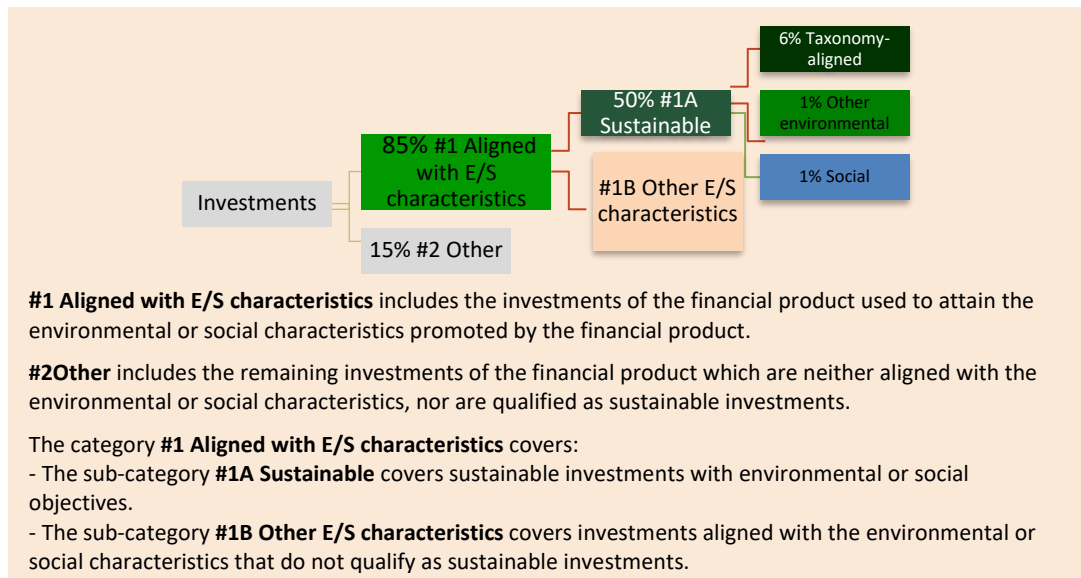 6% Taxonomy-
aligned
50% #1A
Sustainable
1% Other
environmental
85% #1 Aligned
with E/S
characteristics
1% Social
#1B Other E/S
characteristics
Investments
15% #2 Other
#1 Aligned with E/S characteristics includes the investments of the financial product used to attain the
environmental or social characteristics promoted by the financial product.
#2Other includes the remaining investments of the financial product which are neither aligned with the
environmental or social characteristics, nor are qualified as sustainable investments.
The category #1 Aligned with E/S characteristics covers:
- The sub-category #1A Sustainable covers sustainable investments with environmental or social
objectives.
- The sub-category #1B Other E/S characteristics covers investments aligned with the environmental or
social characteristics that do not qualify as sustainable investments.